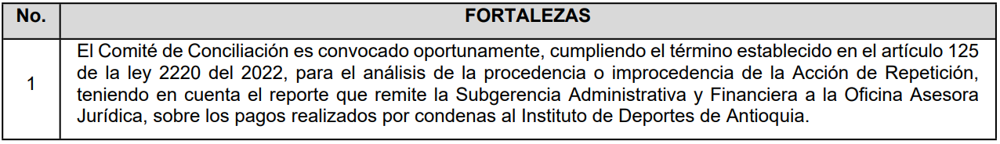 No. FORTALEZAS
1 El Comité de Conciliación es convocado oportunamente, cumpliendo el término establecido en el artículo 125
de la ley 2220 del 2022, para el análisis de la procedencia o improcedencia de la Acción de Repetición,
teniendo en cuenta el reporte que remite la Subgerencia Administrativa y Financiera a la Oficina Asesora
Jurídica, sobre los pagos realizados por condenas al Instituto de Deportes de Antioquia.